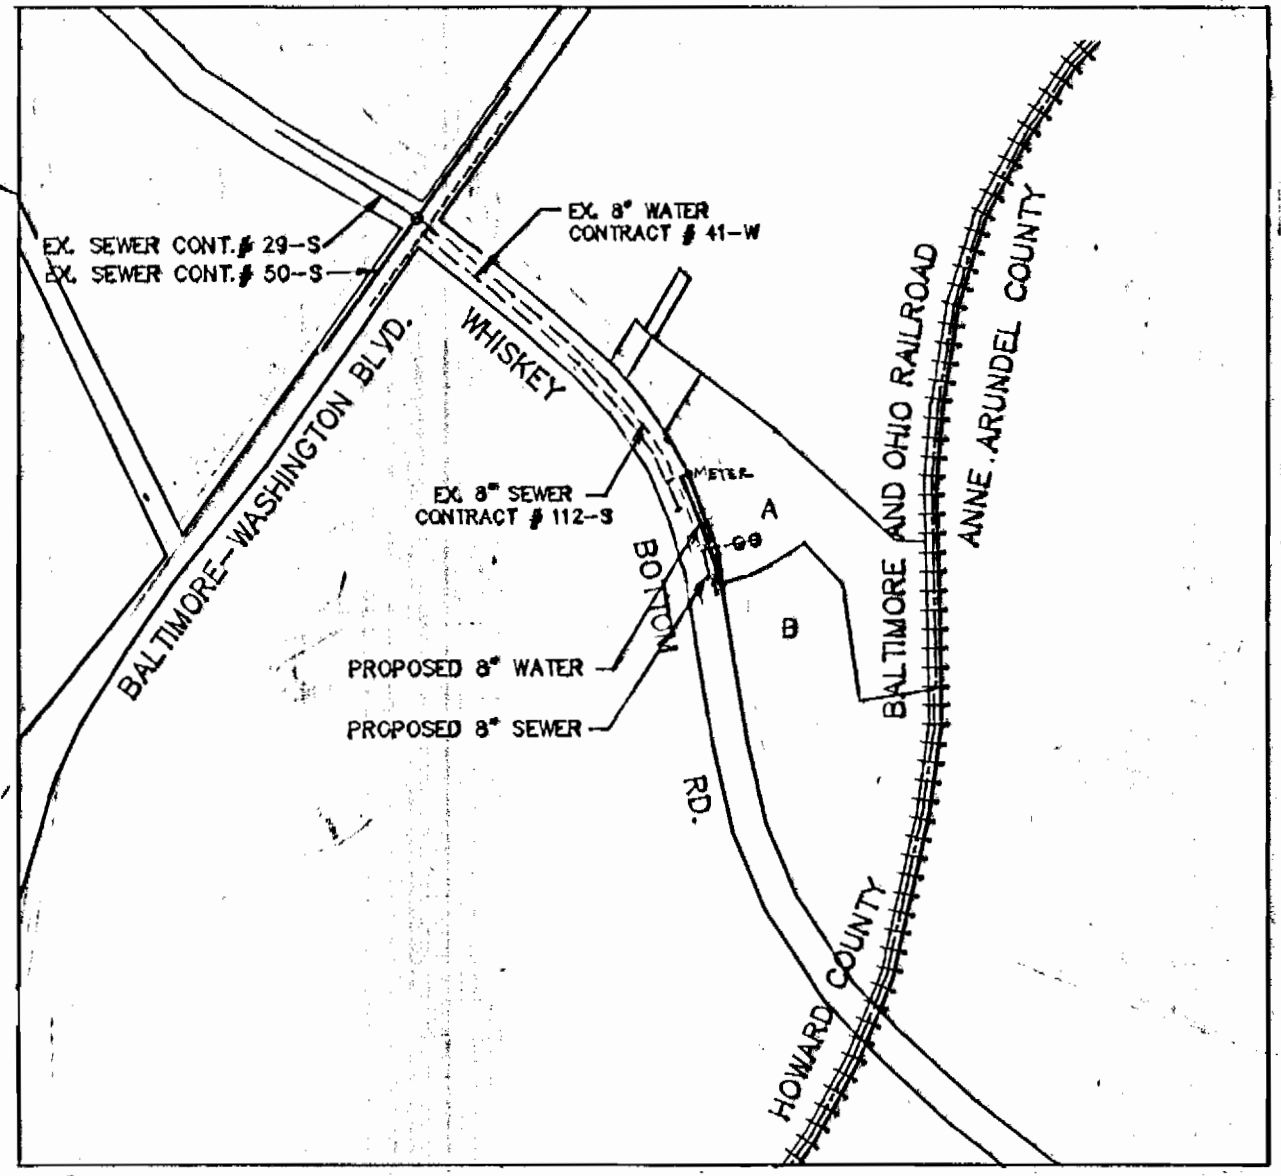 EX. 8" WATER
CONTRACT # 41-W
EX. SEWER CONT. # 29-S
EX. SEWER CONT. # 50-S
WHISKEY
BOTTOM
RD.
BALTIMORE-WASHINGTON BLVD.
BALTIMORE AND OHIO RAILROAD
ANNE ARUNDEL COUNTY
METER
EX. 8" SEWER
CONTRACT # 112-S
A
B
PROPOSED 8" WATER
PROPOSED 8" SEWER
HOWARD COUNTY